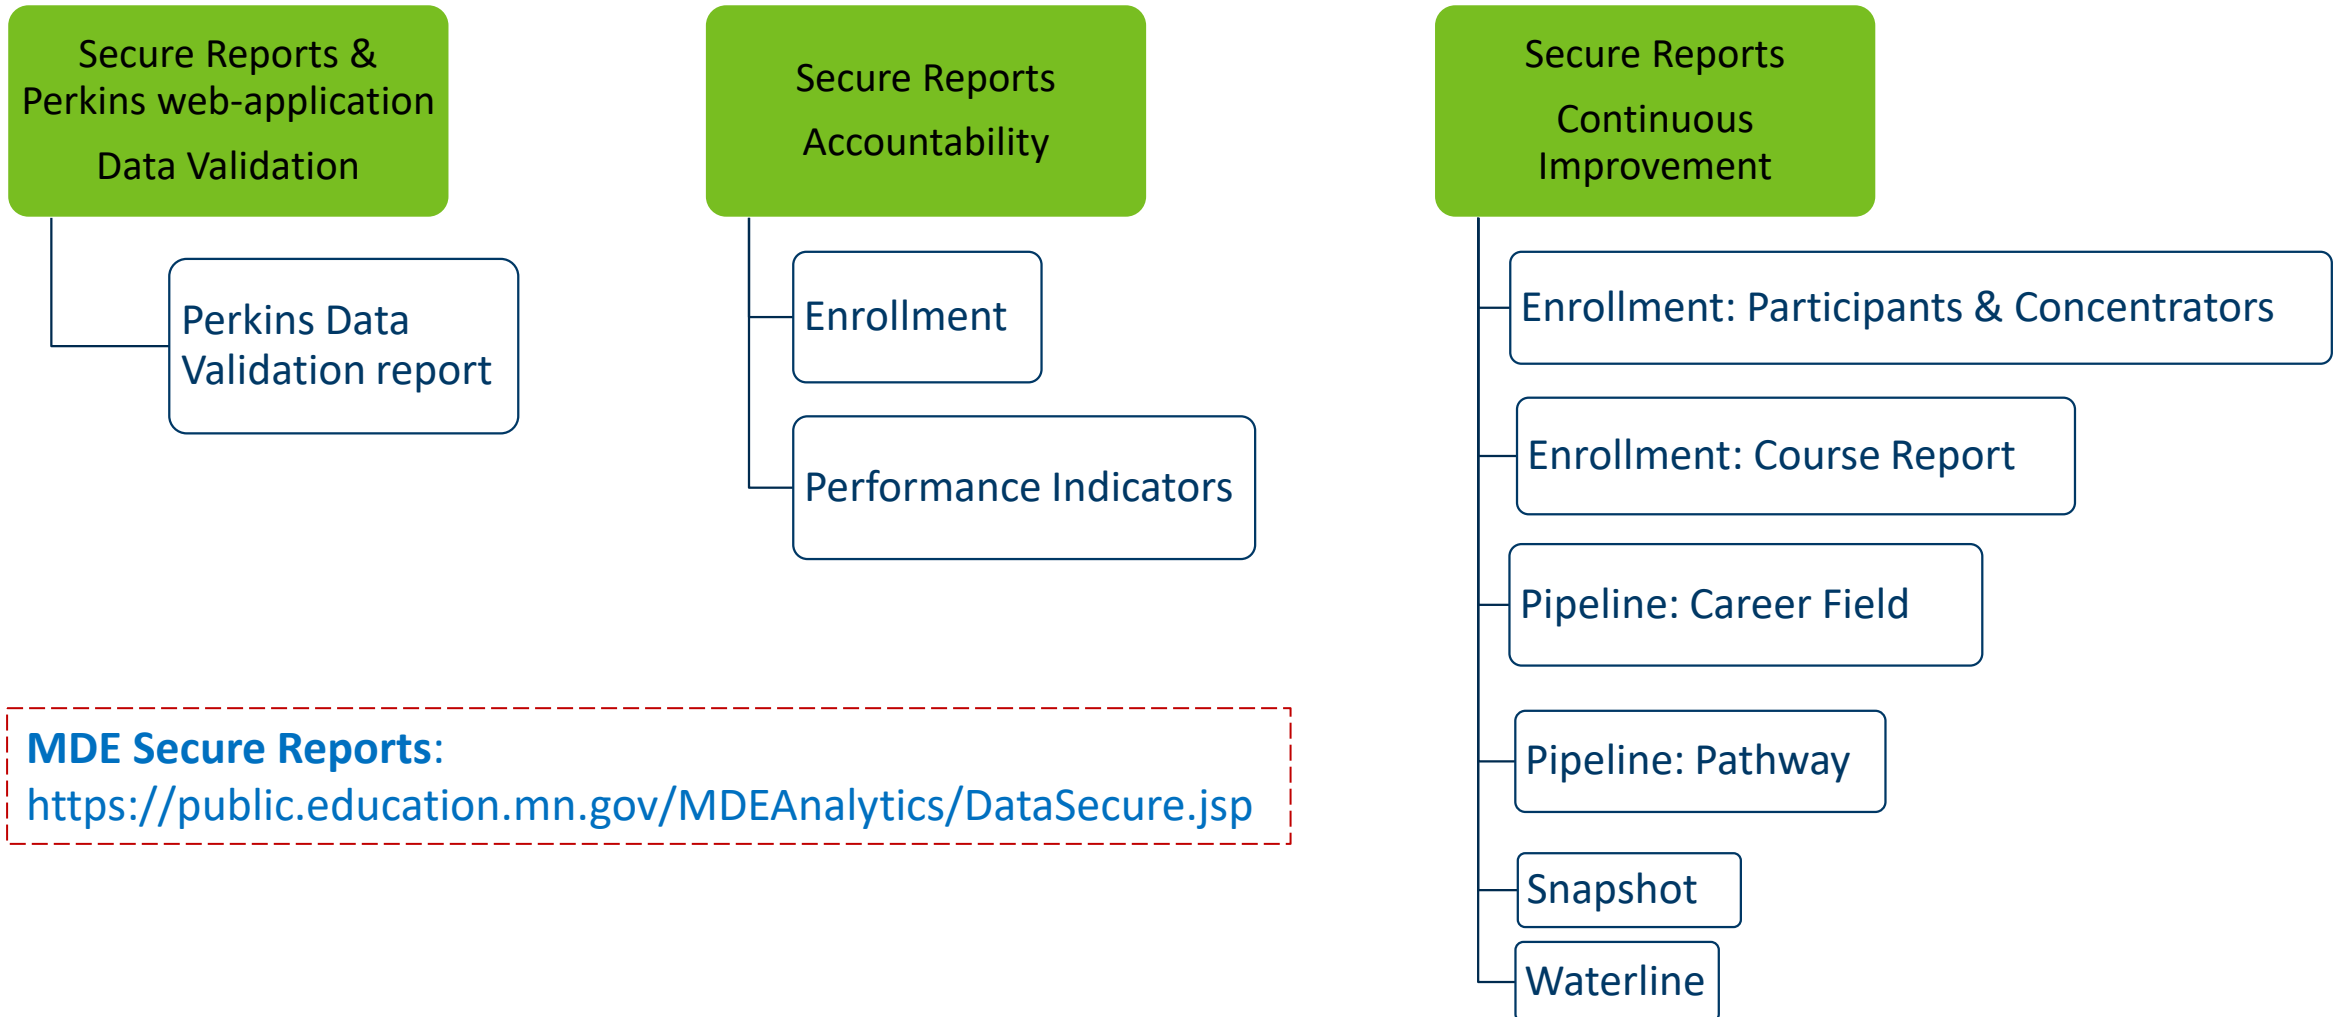 Secure Reports &
Perkins web-application
Data Validation
Perkins Data
Validation report
Secure Reports
Accountability
Enrollment
Performance Indicators
Secure Reports
Continuous
Improvement
Enrollment: Participants & Concentrators
Enrollment: Course Report
Pipeline: Career Field
Pipeline: Pathway
Snapshot
Waterline
MDE Secure Reports:
https://public.education.mn.gov/MDEAnalytics/DataSecure.jsp